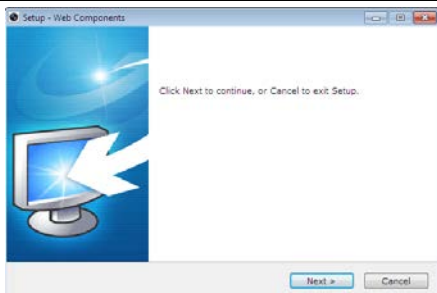 Setup - Web Components
Click Next to continue, or Cancel to exit Setup.
Next >
Cancel